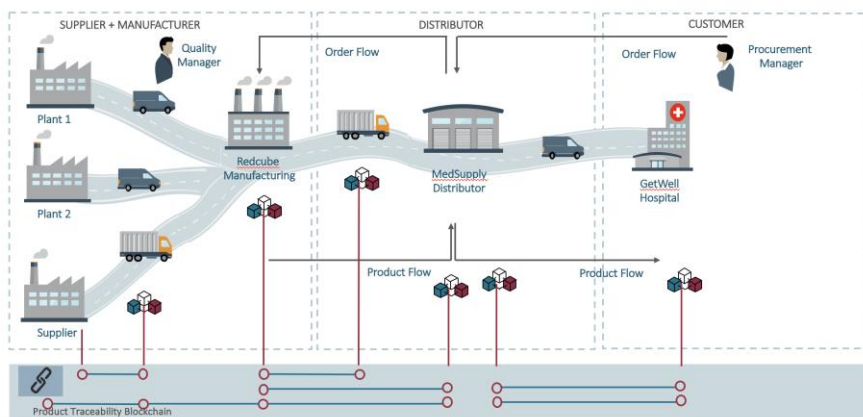 SUPPLIER + MANUFACTURER
DISTRIBUTOR
CUSTOMER
Quality
Manager
Order Flow
Order Flow
Procurement
Manager
Plant 1
Redcube
Manufacturing
MedSupply
Distributor
GetWell
Hospital
Plant 2
Product Flow
Product Flow
Supplier
Product Traceability Blockchain